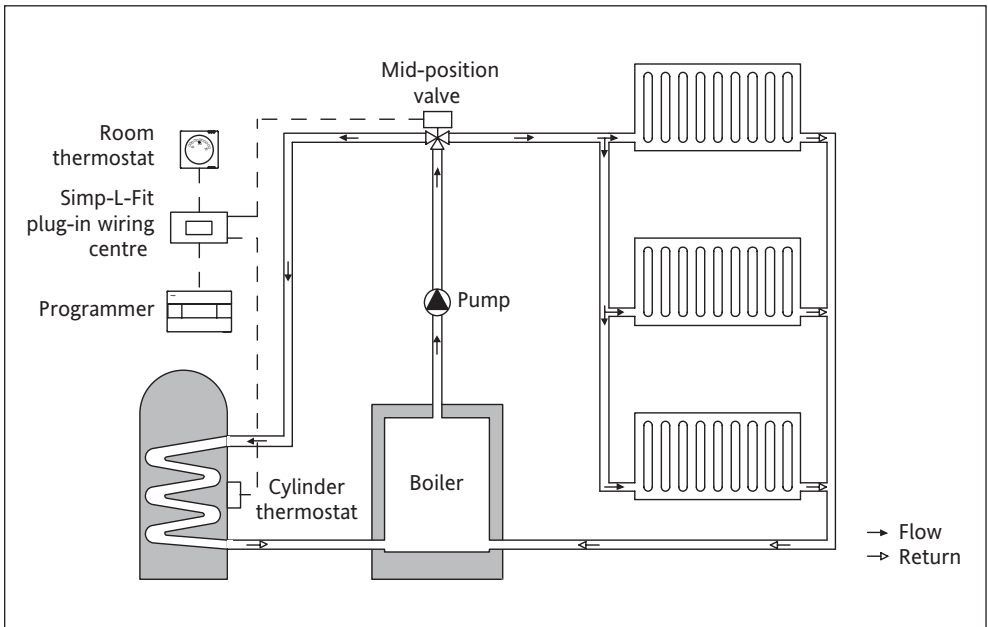 Mid-position
valve
Room
thermostat
Simp-L-Fit
plug-in wiring
centre
Programmer
Pump
Cylinder
thermostat
Boiler
Flow
Return